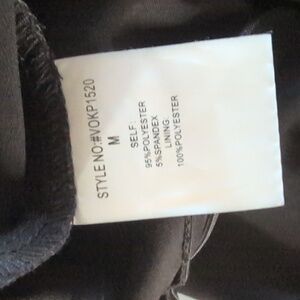 STYLE NO:#VOKP1520
M
SELF:
95%POLYESTER
5%SPANDEX
LINING:
100%POLYESTER